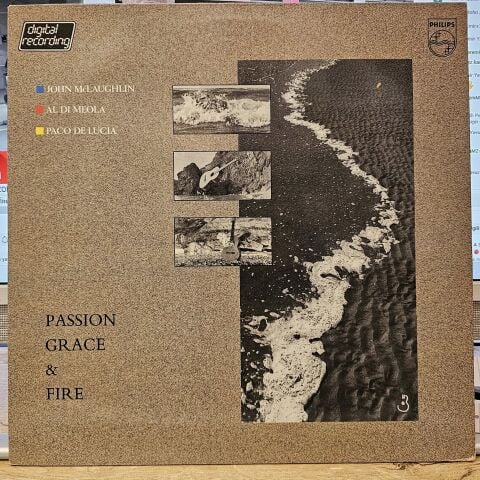 digital
recording
PHILIPS
JOHN McLAUGHLIN
AL DI MEOLA
PACO DE LUCIA
PASSION
GRACE
&
FIRE